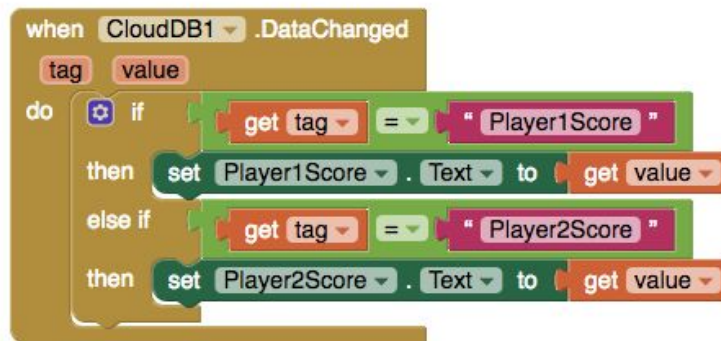 when CloudDB1 .DataChanged
tag value
do if get tag = " Player1Score "
then set Player1Score . Text to get value
else if get tag = " Player2Score "
then set Player2Score . Text to get value